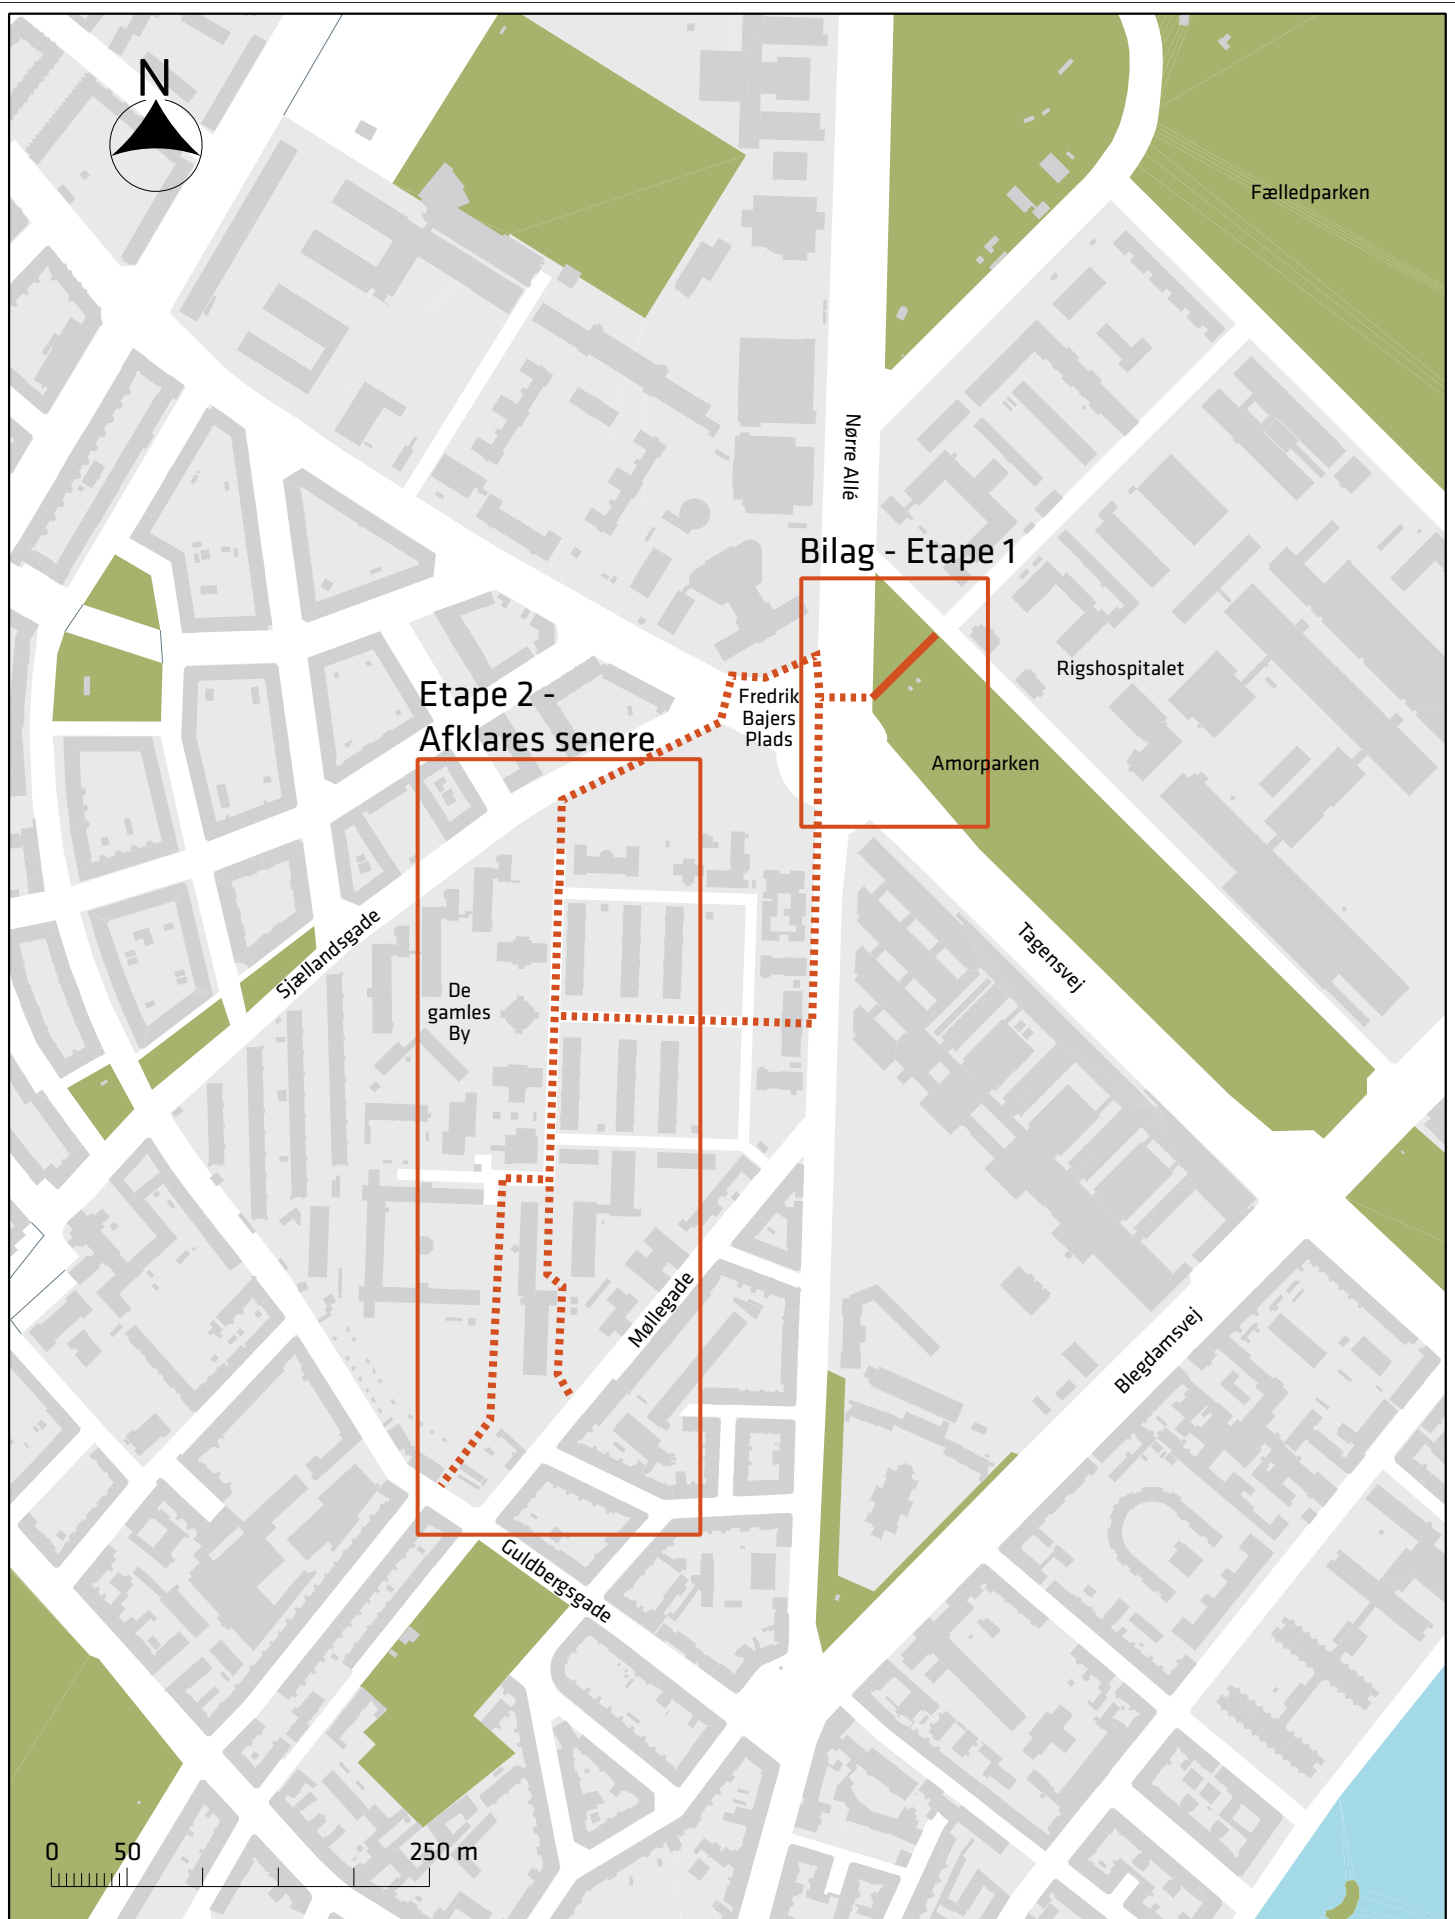 N
Fælledparken
Nørre Allé
Bilag - Etape 1
Rigshospitalet
Etape 2 -
Afklares senere
Fredrik
Bajers
Plads
Amorparken
Sjællandsgade
Tagensvej
De
gamles
By
Møllegade
Blegdamsvej
Guldbergsgade
0 50 250 m